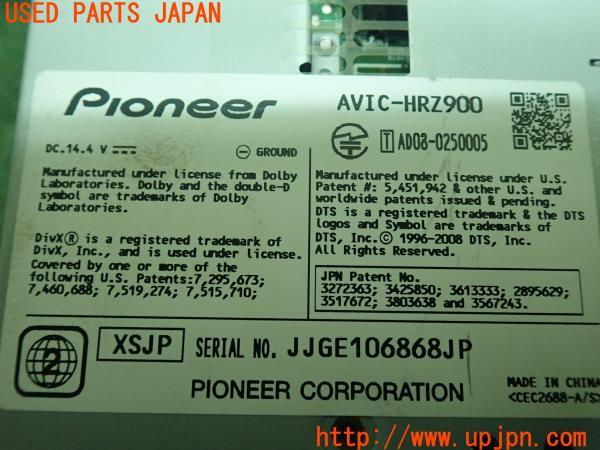 USED PARTS JAPAN
Pioneer
AVIC-HRZ900
DC.14.4 V
GROUND
T AD08-0250005
Manufactured under license from Dolby
Laboratories. Dolby and the double-D
symbol are trademarks of Dolby
Laboratories.
DivX® is a registered trademark of
DivX, Inc., and is used under license.
Covered by one or more of the
following U.S. Patents:7,295,673;
7,460,688; 7,519,274; 7,515,710;
Manufactured under license under U.S.
Patent #: 5,451,942 & other U.S. and
worldwide patents issued & pending.
DTS is a registered trademark & the DTS
logos and Symbol are trademarks of
DTS, Inc.© 1996-2008 DTS, Inc.
All Rights Reserved.
JPN Patent No.
3272363; 3425850; 3613333; 2895629;
3517672; 3803638 and 3567243.
2
XSJP SERIAL NO. JJGE106868JP
PIONEER CORPORATION
MADE IN CHINA
<CEC2688-A/S>
http://www.upjpn.com/